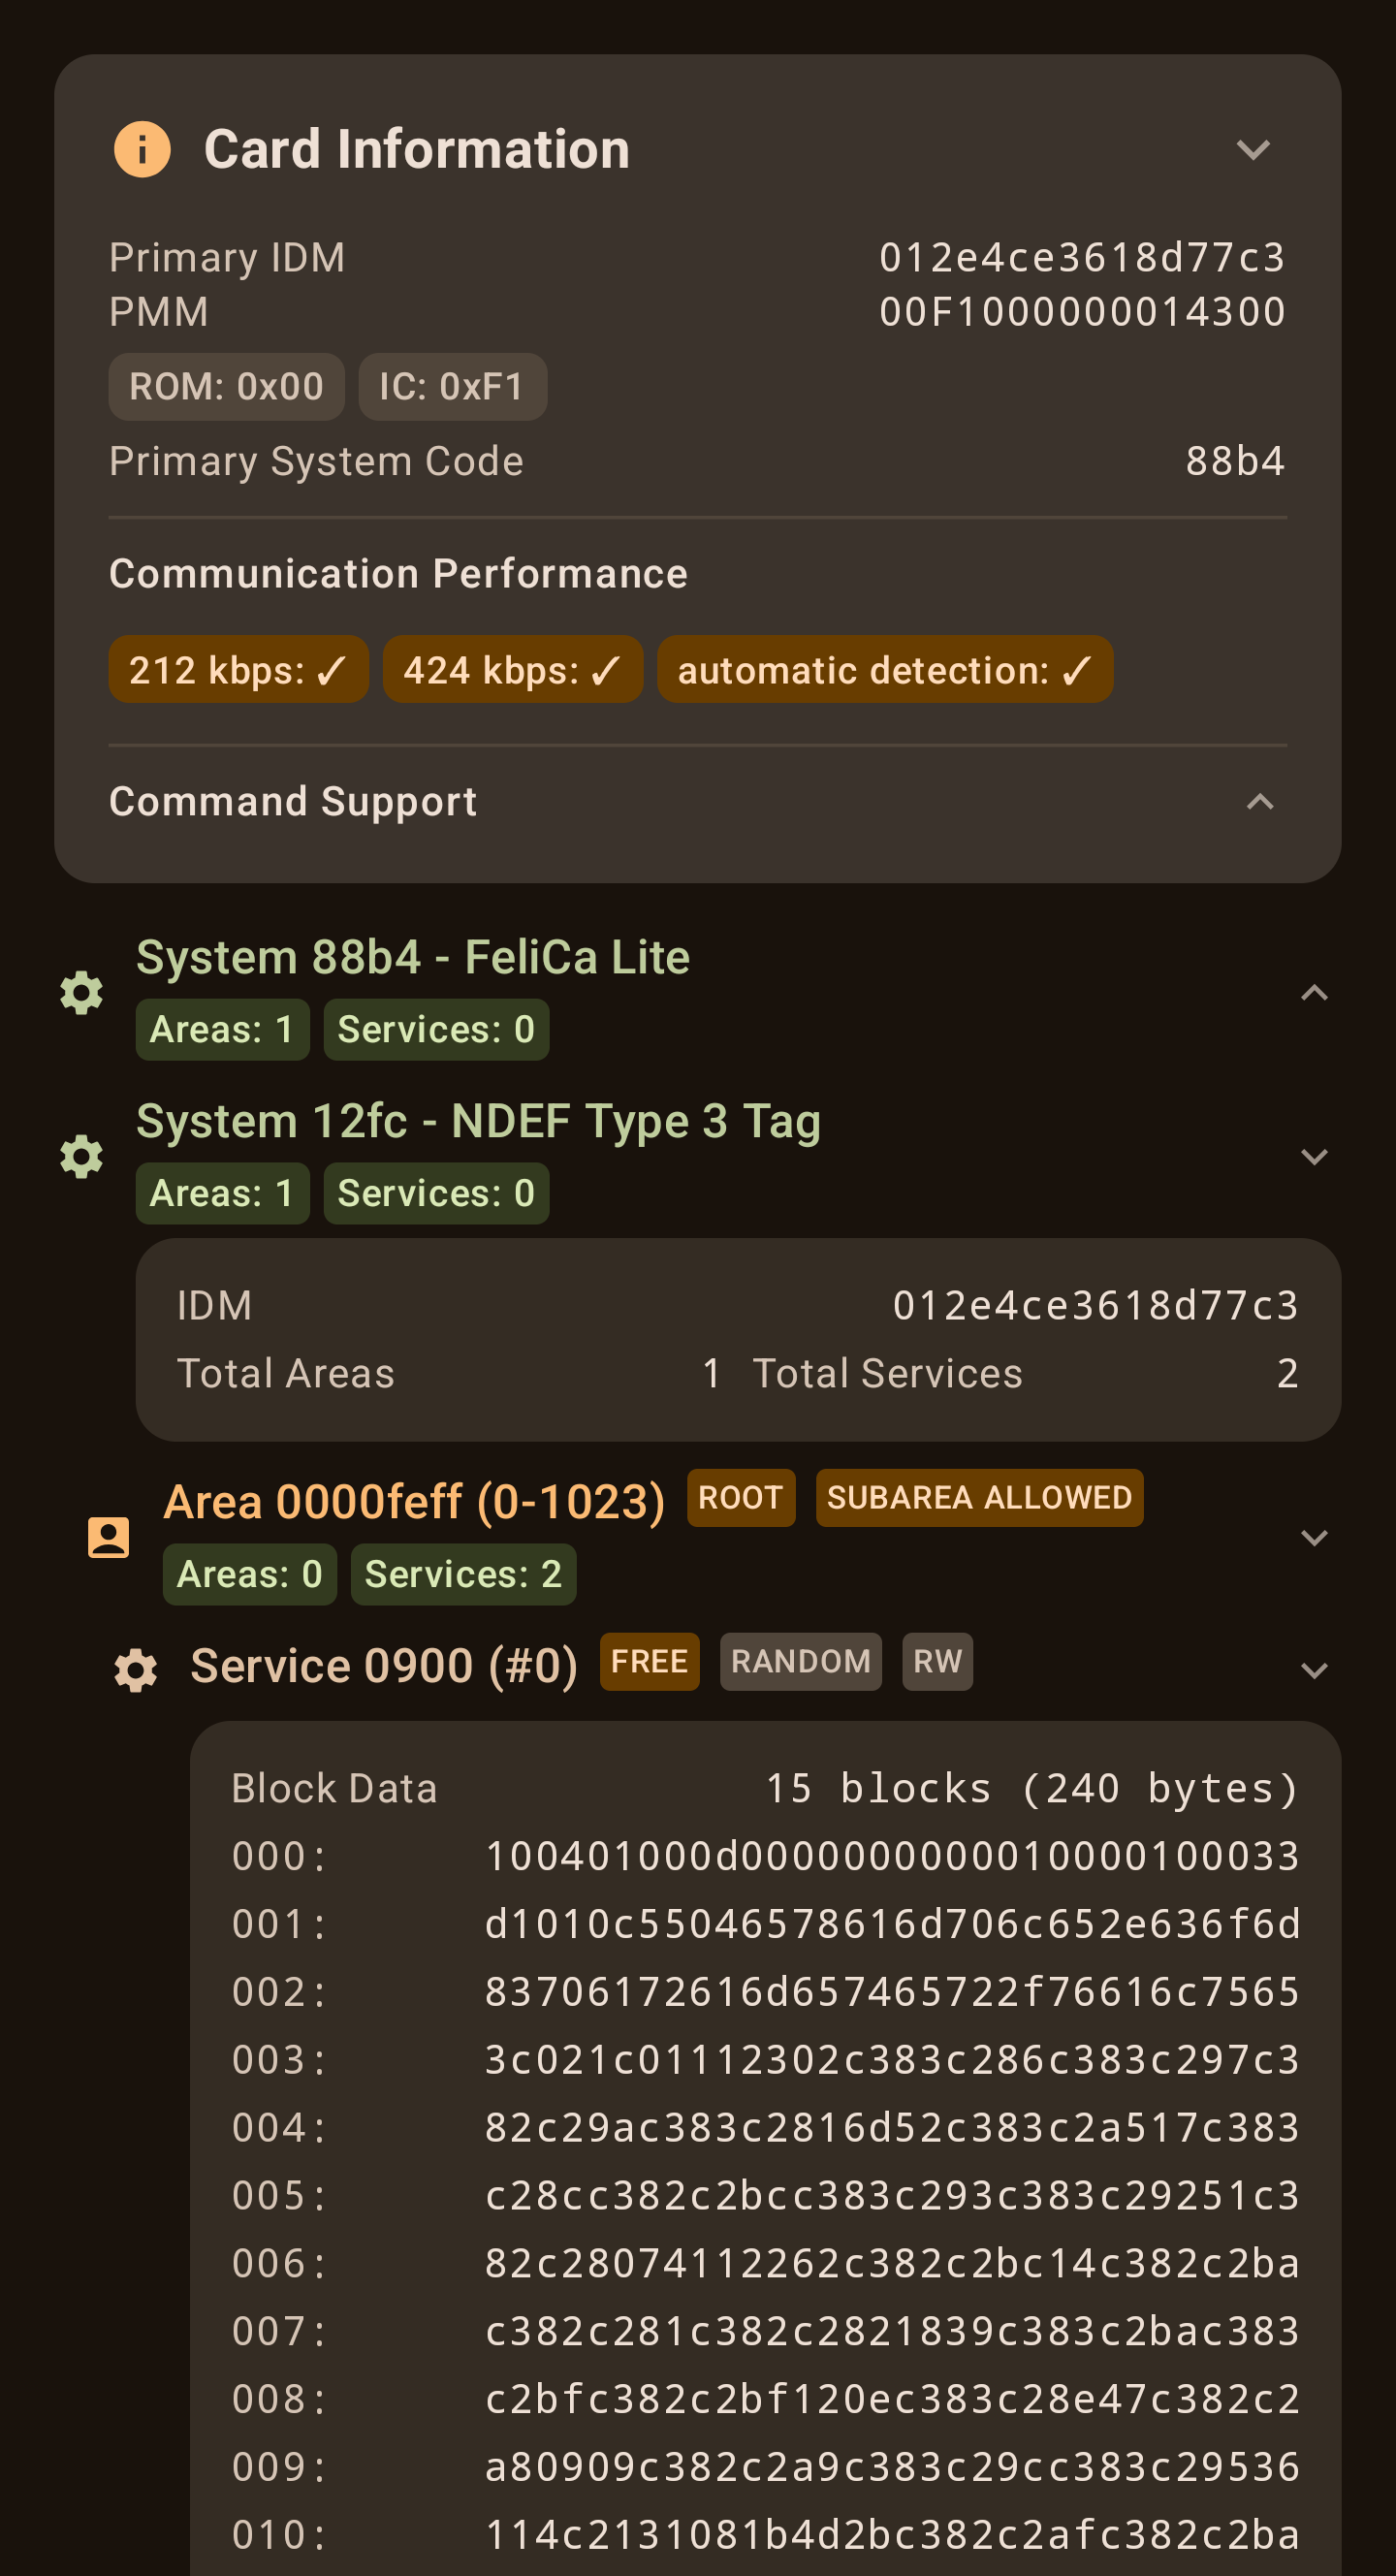 Card Information
Primary IDM 012e4ce3618d77c3
PMM 00F1000000014300
ROM: 0x00 IC: 0xF1
Primary System Code 88b4
Communication Performance
212 kbps: ✓ 424 kbps: ✓ automatic detection: ✓
Command Support
System 88b4 - FeliCa Lite
Areas: 1 Services: 0
System 12fc - NDEF Type 3 Tag
Areas: 1 Services: 0
IDM 012e4ce3618d77c3
Total Areas 1 Total Services 2
Area 0000feff (0-1023) ROOT SUBAREA ALLOWED
Areas: 0 Services: 2
Service 0900 (#0) FREE RANDOM RW
Block Data 15 blocks (240 bytes)
000: 100401000d0000000000010000100033
001: d1010c55046578616d706c652e636f6d
002: 83706172616d657465722f76616c7565
003: 3c021c01112302c383c286c383c297c3
004: 82c29ac383c2816d52c383c2a517c383
005: c28cc382c2bcc383c293c383c29251c3
006: 82c28074112262c382c2bc14c382c2ba
007: c382c281c382c2821839c383c2bac383
008: c2bfc382c2bf120ec383c28e47c382c2
009: a80909c382c2a9c383c29cc383c29536
010: 114c2131081b4d2bc382c2afc382c2ba